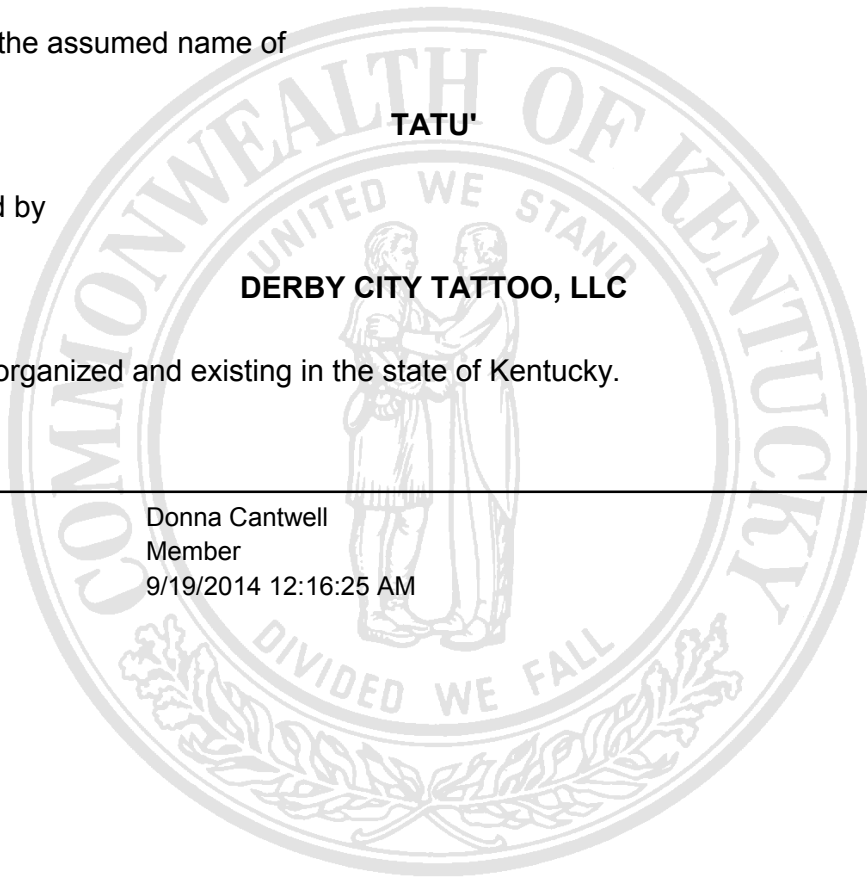 the assumed name of
TATU'
d by
DERBY CITY TATTOO, LLC
organized and existing in the state of Kentucky.
Donna Cantwell
Member
9/19/2014 12:16:25 AM
COMMONWEALTH OF KENTUCKY
UNITED WE STAND
DIVIDED WE FALL